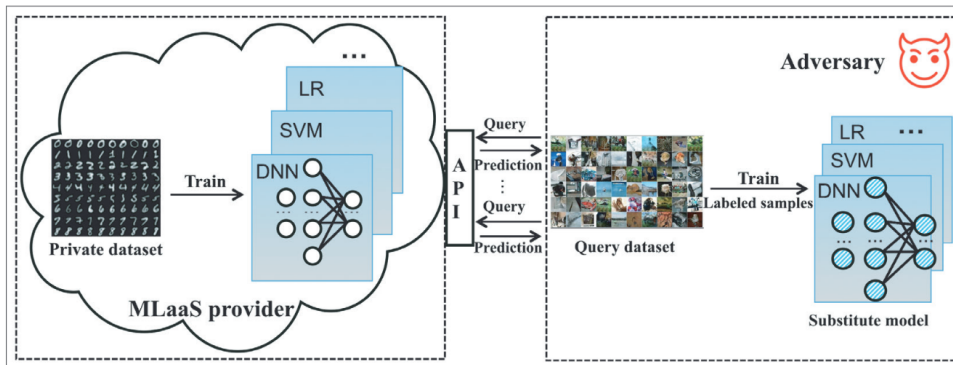 ...
LR
SVM
DNN
...
...
Train
Private dataset
MLaaS provider
A
P
I
Query
Prediction
...
Query
Prediction
Adversary
Query dataset
Train
Labeled samples
LR ...
SVM
DNN
...
...
...
Substitute model